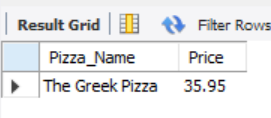 Result Grid Filter Rows
Pizza_Name Price
The Greek Pizza 35.95